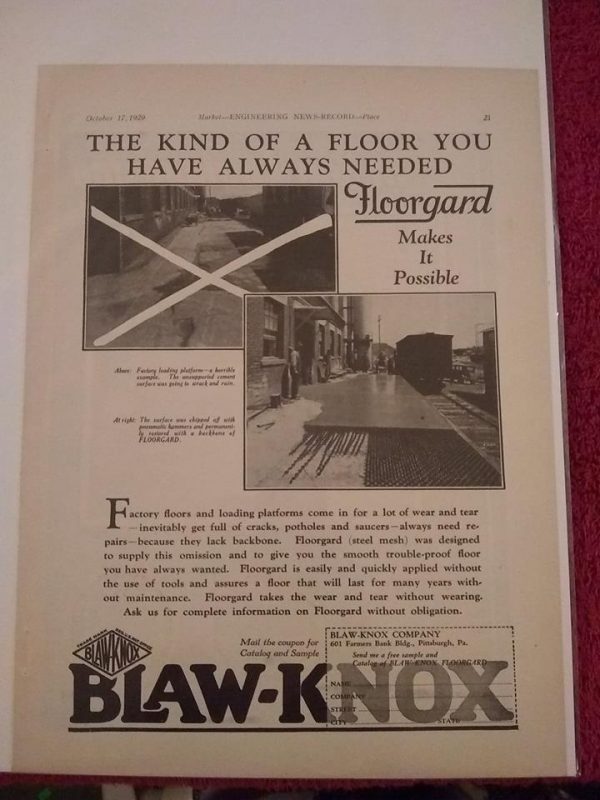 October 17, 1929 Market—ENGINEERING NEWS-RECORD—Place 21
THE KIND OF A FLOOR YOU
HAVE ALWAYS NEEDED
Floorgard
Makes
It
Possible
Above: Factory loading platform—a horrible
example. The unsupported cement
surface was going to wrack and ruin.
At right: The surface was chipped off with
pneumatic hammers and permanent-
ly restored with a backbone of
FLOORGARD.
Factory floors and loading platforms come in for a lot of wear and tear
—inevitably get full of cracks, potholes and saucers—always need re-
pairs—because they lack backbone. Floorgard (steel mesh) was designed
to supply this omission and to give you the smooth trouble-proof floor
you have always wanted. Floorgard is easily and quickly applied without
the use of tools and assures a floor that will last for many years with-
out maintenance. Floorgard takes the wear and tear without wearing.
Ask us for complete information on Floorgard without obligation.
BLAW-KNOX
Mail the coupon for
Catalog and Sample
BLAW-KNOX COMPANY
601 Farmers Bank Bldg., Pittsburgh, Pa.
Send me a free sample and
Catalog of BLAW-KNOX FLOORGARD
NAME
COMPANY
STREET
CITY STATE
BLAW-KNOX